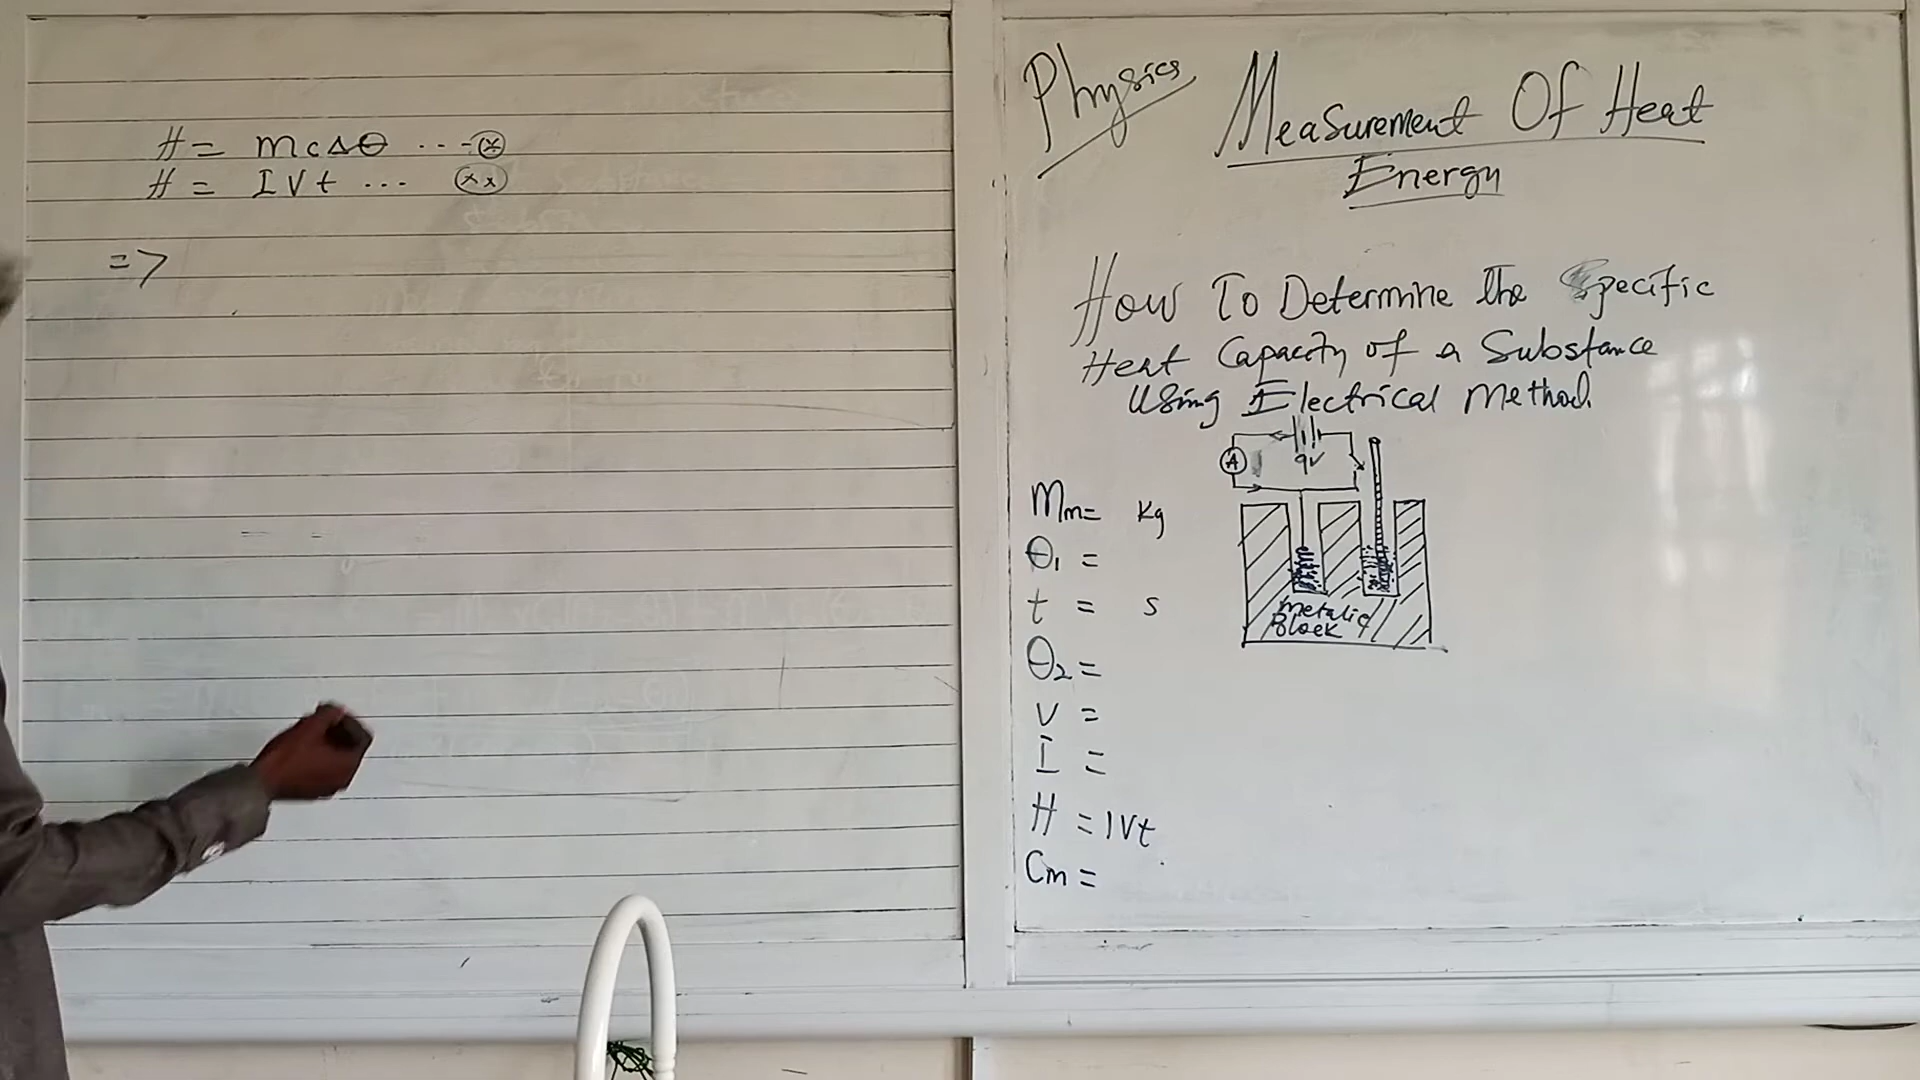 H = mcΔθ ... ⊛
H = IVt ... (xx)
=>
Physics
Measurement Of Heat
Energy
How To Determine the Specific
Heat Capacity of a Substance
Using Electrical Method.
A
9V
Mm= Kg
θ1 =
t = s
θ2 =
V =
I =
H = IVt
Cm =
Metalic
Block